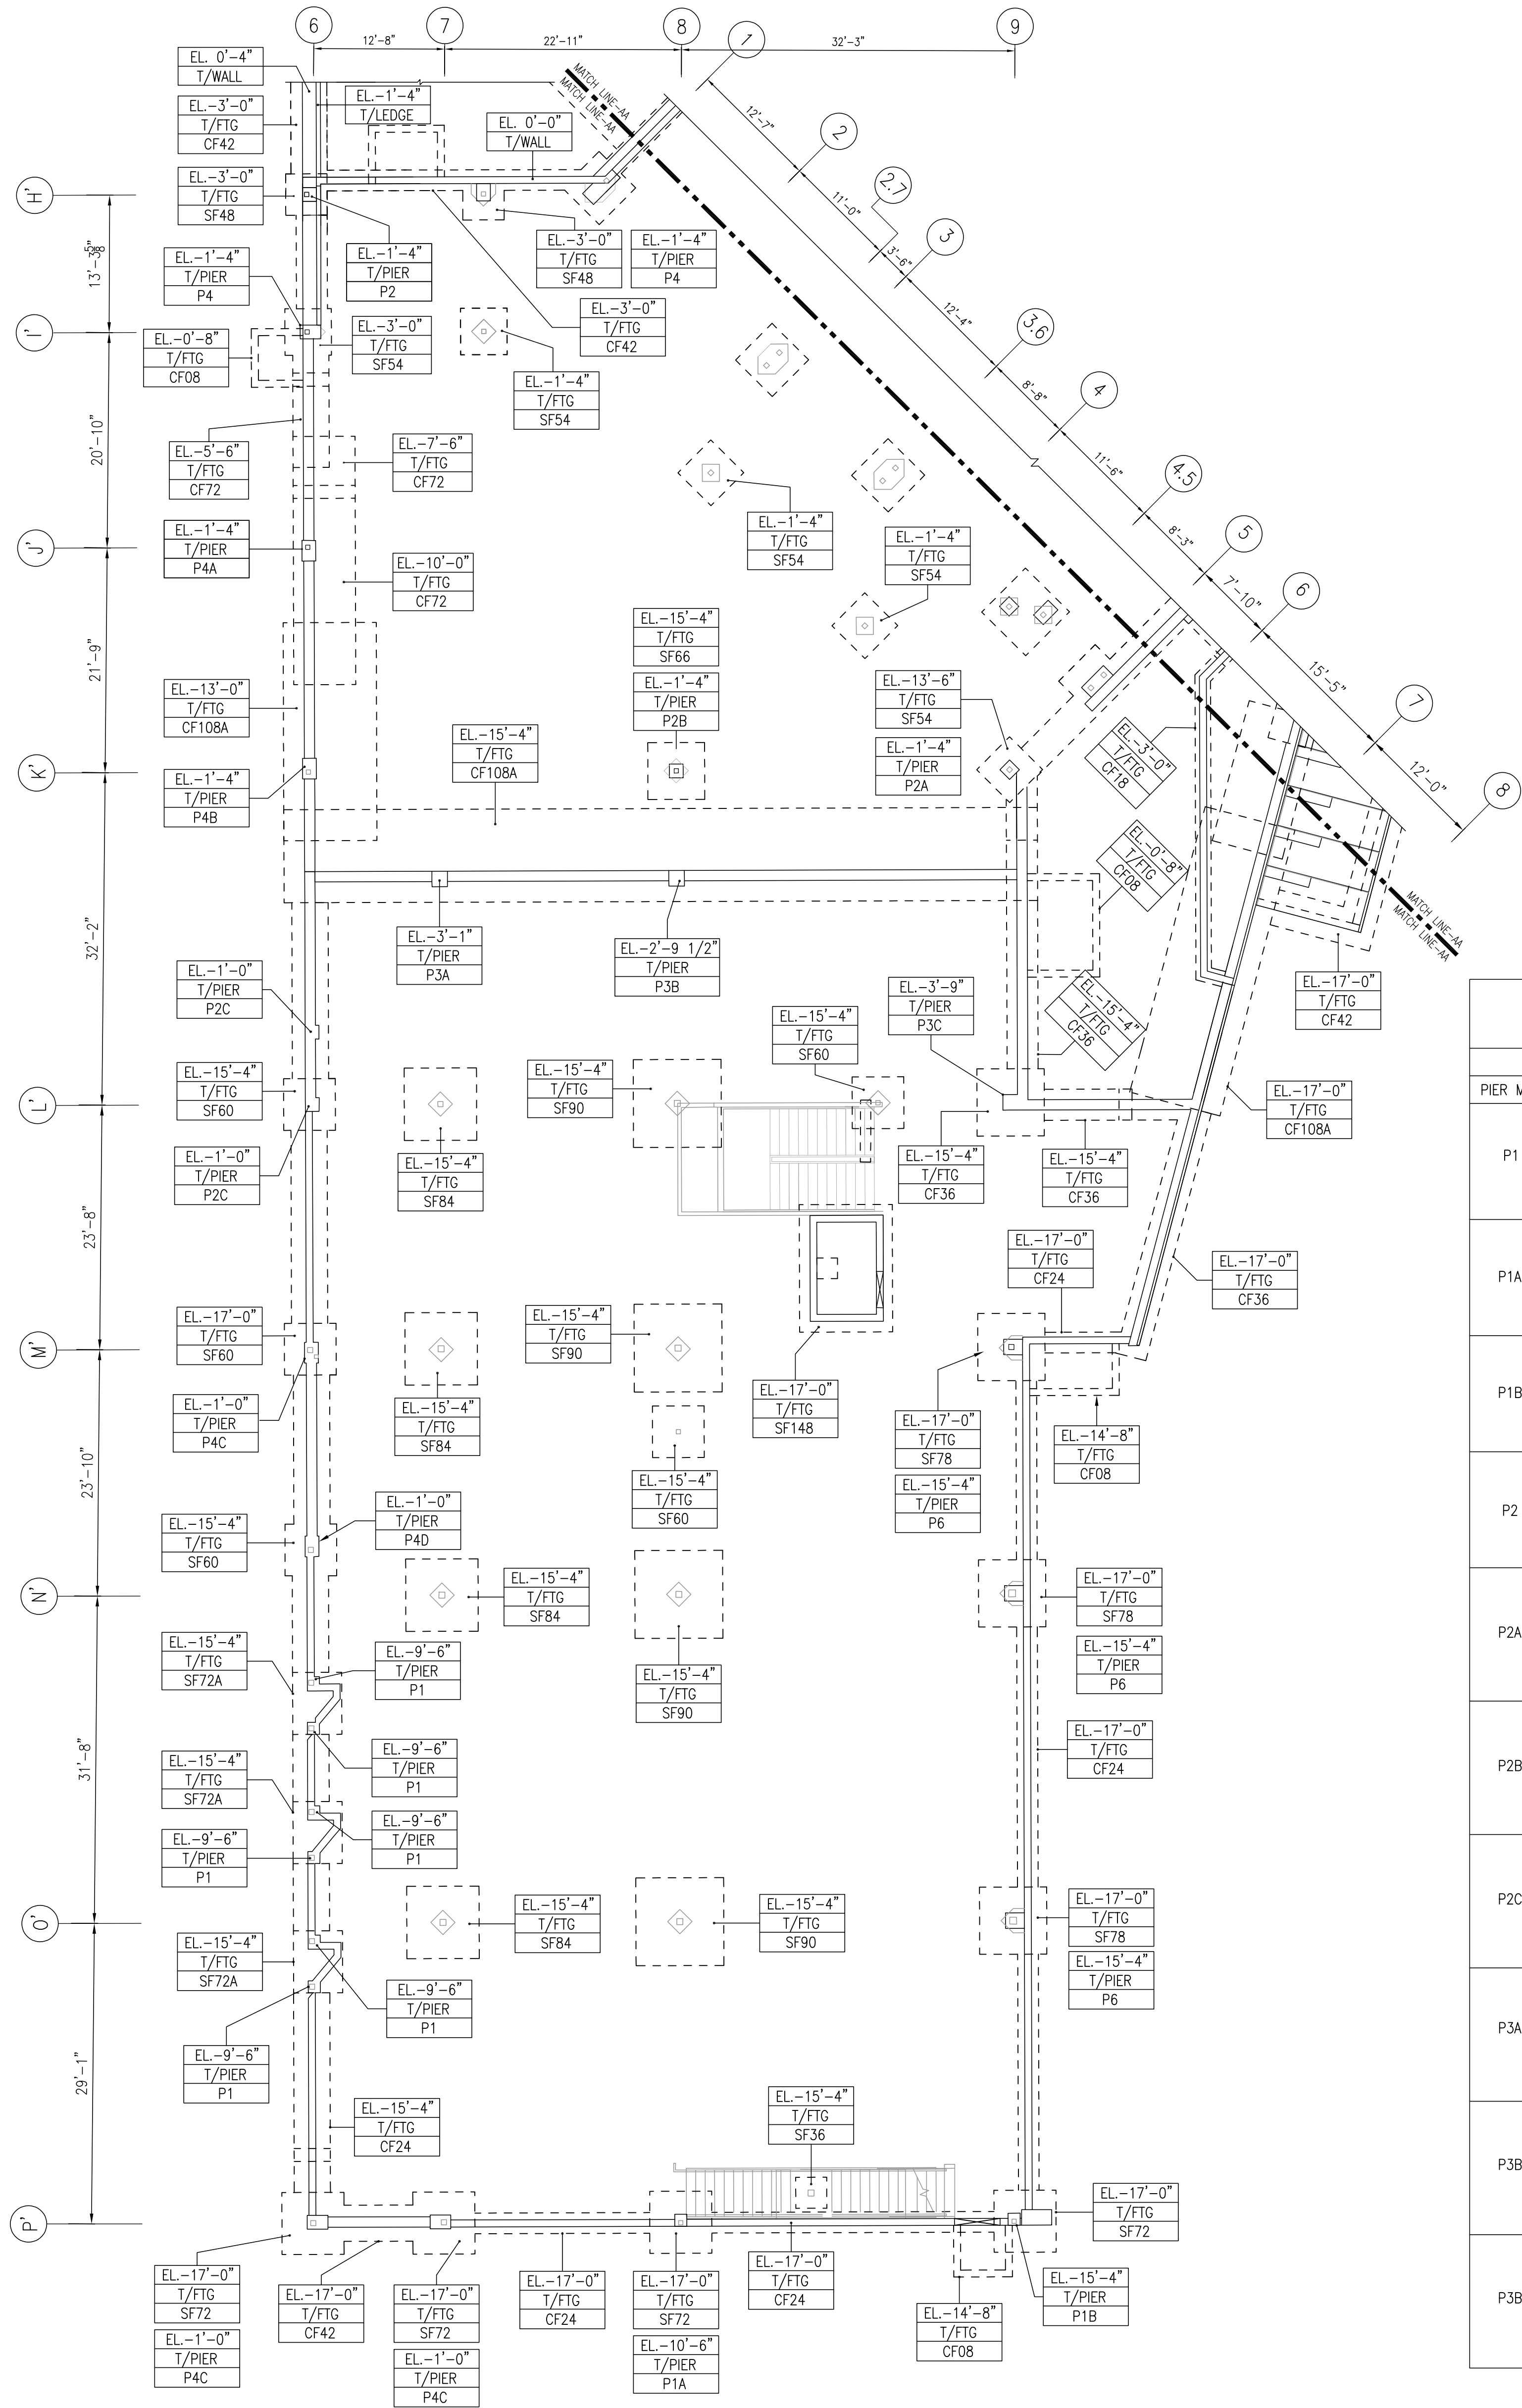 6
7
8
9
12'-8"
22'-11"
32'-3"
1
2
2.7
3
3.6
4
4.5
5
6
7
8
12'-7"
11'-0"
3'-6"
12'-4"
8'-8"
11'-6"
8'-3"
7'-10"
15'-5"
12'-0"
MATCH LINE-AA
MATCH LINE-AA
EL. 0'-4"
T/WALL
EL.-1'-4"
T/LEDGE
EL.-3'-0"
T/FTG
CF42
EL. 0'-0"
T/WALL
EL.-3'-0"
T/FTG
SF48
H'
13'-3⅝"
EL.-1'-4"
T/PIER
P4
EL.-1'-4"
T/PIER
P2
EL.-3'-0"
T/FTG
SF48
EL.-1'-4"
T/PIER
P4
EL.-3'-0"
T/FTG
CF42
I'
EL.-0'-8"
T/FTG
CF08
EL.-3'-0"
T/FTG
SF54
EL.-1'-4"
T/FTG
SF54
20'-10"
EL.-5'-6"
T/FTG
CF72
EL.-7'-6"
T/FTG
CF72
EL.-1'-4"
T/FTG
SF54
EL.-1'-4"
T/FTG
SF54
J'
EL.-1'-4"
T/PIER
P4A
EL.-10'-0"
T/FTG
CF72
21'-9"
EL.-15'-4"
T/FTG
SF66
EL.-1'-4"
T/PIER
P2B
EL.-13'-6"
T/FTG
SF54
EL.-1'-4"
T/PIER
P2A
EL.-13'-0"
T/FTG
CF108A
EL.-15'-4"
T/FTG
CF108A
EL.-3'-0"
T/FTG
CF18
K'
EL.-1'-4"
T/PIER
P4B
EL.-0'-8"
T/FTG
CF08
MATCH LINE-AA
MATCH LINE-AA
32'-2"
EL.-3'-1"
T/PIER
P3A
EL.-2'-9 1/2"
T/PIER
P3B
EL.-1'-0"
T/PIER
P2C
EL.-3'-9"
T/PIER
P3C
EL.-15'-4"
T/FTG
CF36
EL.-17'-0"
T/FTG
CF42
EL.-15'-4"
T/FTG
SF60
EL.-15'-4"
T/FTG
SF90
EL.-15'-4"
T/FTG
SF60
L'
EL.-17'-0"
T/FTG
CF108A
EL.-1'-0"
T/PIER
P2C
EL.-15'-4"
T/FTG
SF84
EL.-15'-4"
T/FTG
CF36
EL.-15'-4"
T/FTG
CF36
23'-8"
EL.-17'-0"
T/FTG
CF24
EL.-17'-0"
T/FTG
CF36
EL.-17'-0"
T/FTG
SF60
EL.-15'-4"
T/FTG
SF90
M'
EL.-1'-0"
T/PIER
P4C
EL.-15'-4"
T/FTG
SF84
EL.-17'-0"
T/FTG
SF148
EL.-17'-0"
T/FTG
SF78
EL.-15'-4"
T/PIER
P6
EL.-14'-8"
T/FTG
CF08
23'-10"
EL.-15'-4"
T/FTG
SF60
EL.-1'-0"
T/PIER
P4D
EL.-15'-4"
T/FTG
SF60
N'
EL.-15'-4"
T/FTG
SF84
EL.-17'-0"
T/FTG
SF78
EL.-15'-4"
T/PIER
P6
EL.-15'-4"
T/FTG
SF72A
EL.-9'-6"
T/PIER
P1
EL.-15'-4"
T/FTG
SF90
31'-8"
EL.-15'-4"
T/FTG
SF72A
EL.-9'-6"
T/PIER
P1
EL.-17'-0"
T/FTG
CF24
EL.-9'-6"
T/PIER
P1
EL.-9'-6"
T/PIER
P1
O'
EL.-15'-4"
T/FTG
SF72A
EL.-15'-4"
T/FTG
SF84
EL.-15'-4"
T/FTG
SF90
EL.-17'-0"
T/FTG
SF78
EL.-15'-4"
T/PIER
P6
EL.-9'-6"
T/PIER
P1
EL.-9'-6"
T/PIER
P1
29'-1"
EL.-15'-4"
T/FTG
CF24
EL.-15'-4"
T/FTG
SF36
P'
EL.-17'-0"
T/FTG
SF72
EL.-17'-0"
T/FTG
SF72
EL.-1'-0"
T/PIER
P4C
EL.-17'-0"
T/FTG
CF42
EL.-17'-0"
T/FTG
SF72
EL.-1'-0"
T/PIER
P4C
EL.-17'-0"
T/FTG
CF24
EL.-17'-0"
T/FTG
SF72
EL.-10'-6"
T/PIER
P1A
EL.-17'-0"
T/FTG
CF24
EL.-14'-8"
T/FTG
CF08
EL.-15'-4"
T/PIER
P1B
PIER M
P1
P1A
P1B
P2
P2A
P2B
P2C
P3A
P3B
P3B